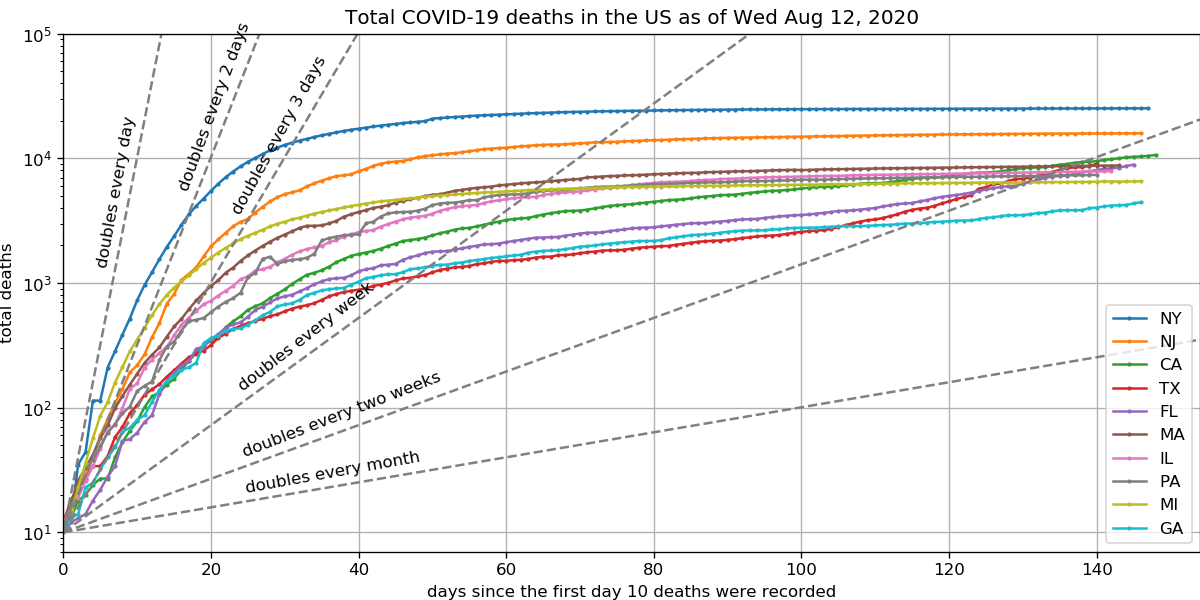 Total COVID-19 deaths in the US as of Wed Aug 12, 2020
total deaths
10^5
10^4
10^3
10^2
10^1
doubles every day
doubles every 2 days
doubles every 3 days
doubles every week
doubles every two weeks
doubles every month
NY
NJ
CA
TX
FL
MA
IL
PA
MI
GA
0 20 40 60 80 100 120 140
days since the first day 10 deaths were recorded